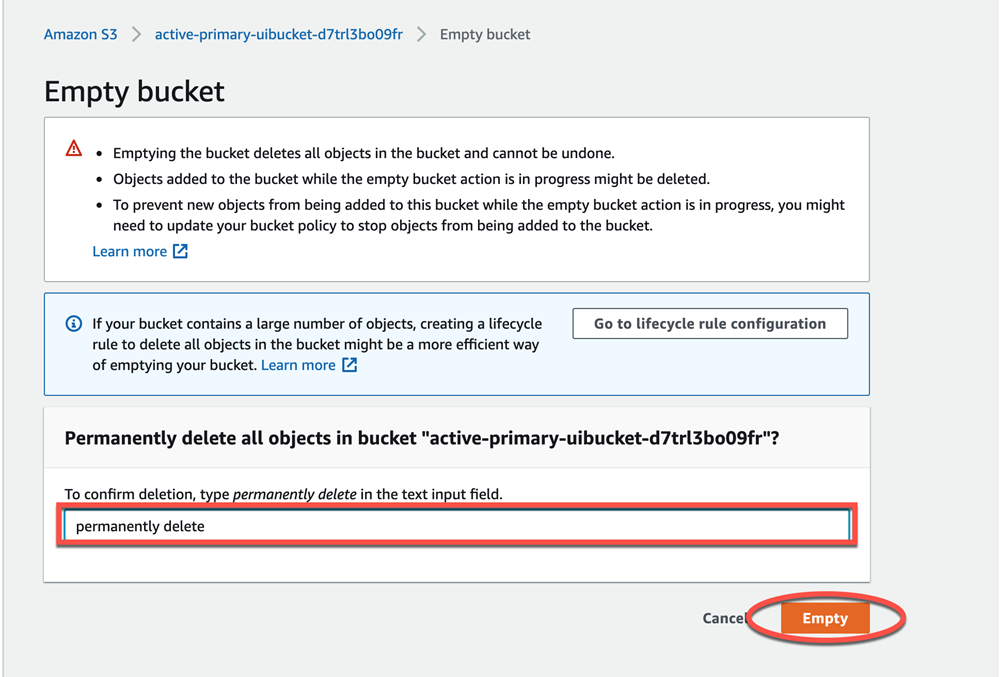 Amazon S3 > active-primary-uibucket-d7trl3bo09fr > Empty bucket
Empty bucket
• Emptying the bucket deletes all objects in the bucket and cannot be undone.
• Objects added to the bucket while the empty bucket action is in progress might be deleted.
• To prevent new objects from being added to this bucket while the empty bucket action is in progress, you might
need to update your bucket policy to stop objects from being added to the bucket.
Learn more
If your bucket contains a large number of objects, creating a lifecycle
rule to delete all objects in the bucket might be a more efficient way
of emptying your bucket. Learn more
Go to lifecycle rule configuration
Permanently delete all objects in bucket "active-primary-uibucket-d7trl3bo09fr"?
To confirm deletion, type permanently delete in the text input field.
permanently delete
Cancel
Empty